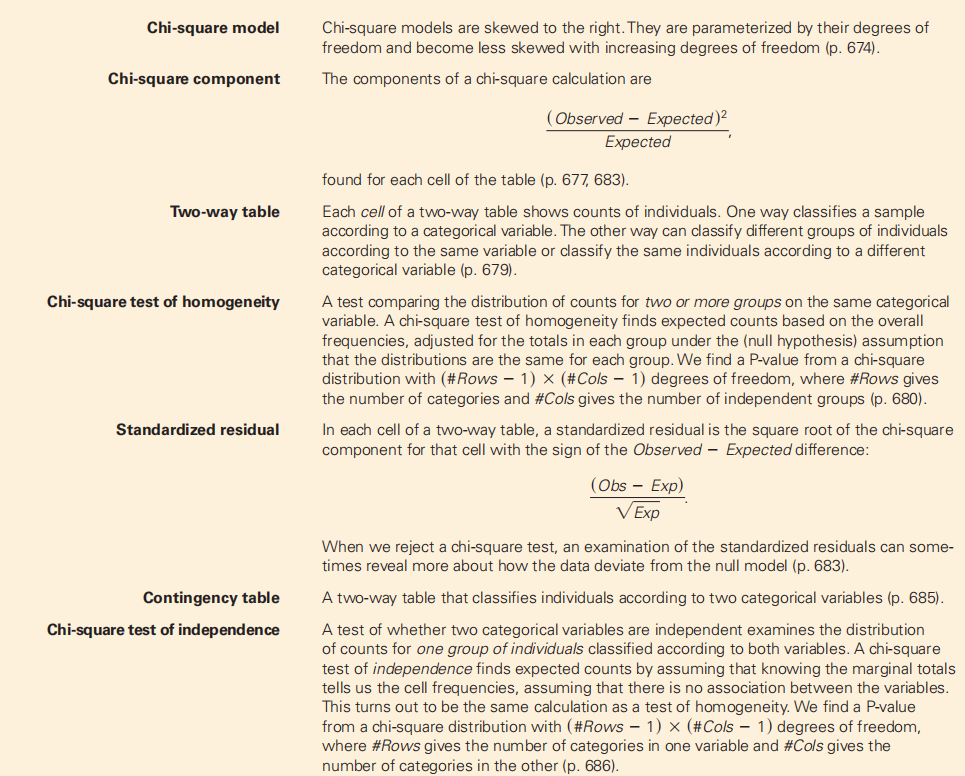 Chi-square model Chi-square models are skewed to the right. They are parameterized by their degrees of
freedom and become less skewed with increasing degrees of freedom (p. 674).
Chi-square component The components of a chi-square calculation are
(Observed − Expected)²
Expected,
found for each cell of the table (p. 677, 683).
Two-way table Each cell of a two-way table shows counts of individuals. One way classifies a sample
according to a categorical variable. The other way can classify different groups of individuals
according to the same variable or classify the same individuals according to a different
categorical variable (p. 679).
Chi-square test of homogeneity A test comparing the distribution of counts for two or more groups on the same categorical
variable. A chi-square test of homogeneity finds expected counts based on the overall
frequencies, adjusted for the totals in each group under the (null hypothesis) assumption
that the distributions are the same for each group. We find a P-value from a chi-square
distribution with (#Rows − 1) × (#Cols − 1) degrees of freedom, where #Rows gives
the number of categories and #Cols gives the number of independent groups (p. 680).
Standardized residual In each cell of a two-way table, a standardized residual is the square root of the chi-square
component for that cell with the sign of the Observed − Expected difference:
(Obs − Exp)
√Exp.
When we reject a chi-square test, an examination of the standardized residuals can some-
times reveal more about how the data deviate from the null model (p. 683).
Contingency table A two-way table that classifies individuals according to two categorical variables (p. 685).
Chi-square test of independence A test of whether two categorical variables are independent examines the distribution
of counts for one group of individuals classified according to both variables. A chi-square
test of independence finds expected counts by assuming that knowing the marginal totals
tells us the cell frequencies, assuming that there is no association between the variables.
This turns out to be the same calculation as a test of homogeneity. We find a P-value
from a chi-square distribution with (#Rows − 1) × (#Cols − 1) degrees of freedom,
where #Rows gives the number of categories in one variable and #Cols gives the
number of categories in the other (p. 686).